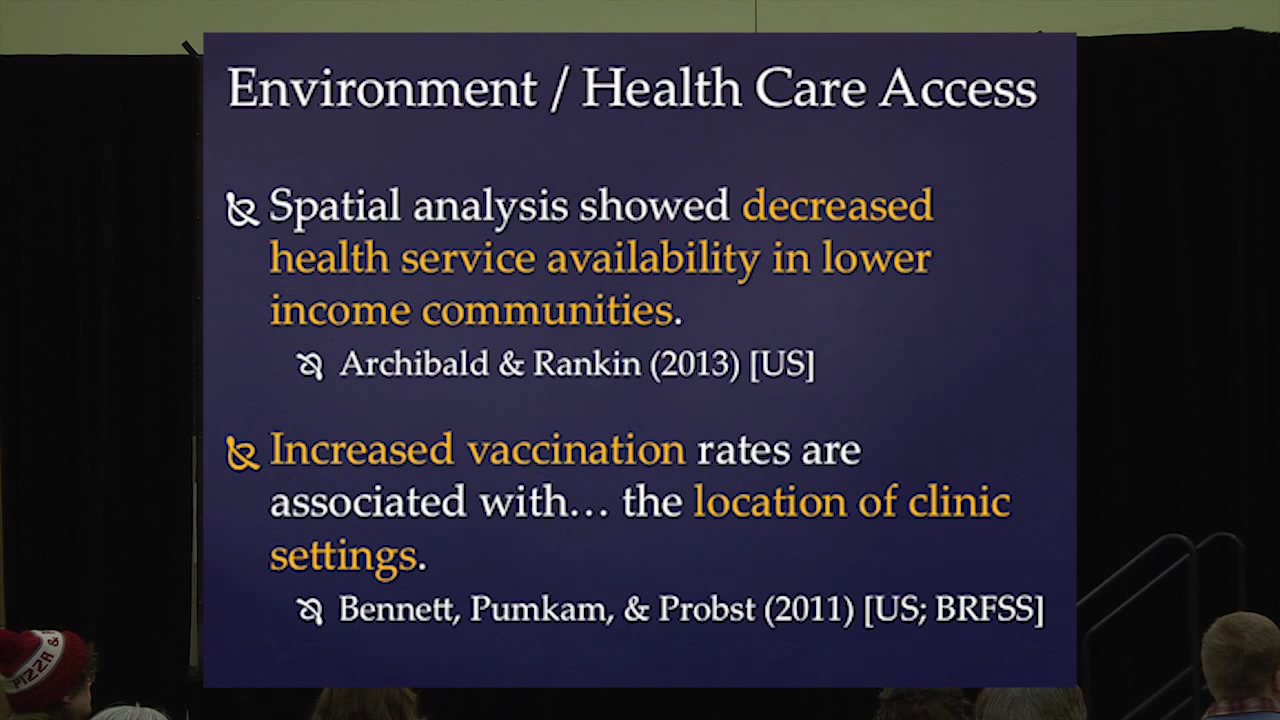 Environment / Health Care Access
Spatial analysis showed decreased
health service availability in lower
income communities.
Archibald & Rankin (2013) [US]
Increased vaccination rates are
associated with… the location of clinic
settings.
Bennett, Pumkam, & Probst (2011) [US; BRFSS]
PIZZA &